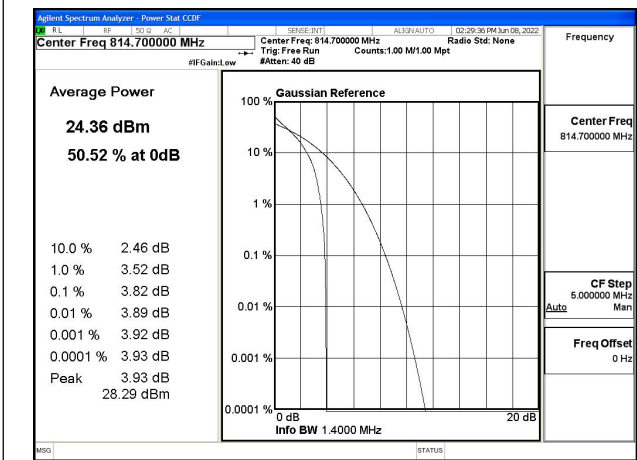 Agilent Spectrum Analyzer - Power Stat CCDF
RL RF 50 Ω AC SENSE:INT ALIGN AUTO 02:29:36 PM Jun 08, 2022
Center Freq 814.700000 MHz
Center Freq: 814.700000 MHz Radio Std: None
Trig: Free Run Counts:1.00 M/1.00 Mpt
#IFGain:Low #Atten: 40 dB
Frequency
Average Power
24.36 dBm
50.52 % at 0dB
10.0 % 2.46 dB
1.0 % 3.52 dB
0.1 % 3.82 dB
0.01 % 3.89 dB
0.001 % 3.92 dB
0.0001 % 3.93 dB
Peak 3.93 dB
28.29 dBm
Gaussian Reference
100 %
10 %
1 %
0.1 %
0.01 %
0.001 %
0.0001 %
0 dB 20 dB
Info BW 1.4000 MHz
Center Freq
814.700000 MHz
CF Step
5.000000 MHz
Auto Man
Freq Offset
0 Hz
MSG STATUS